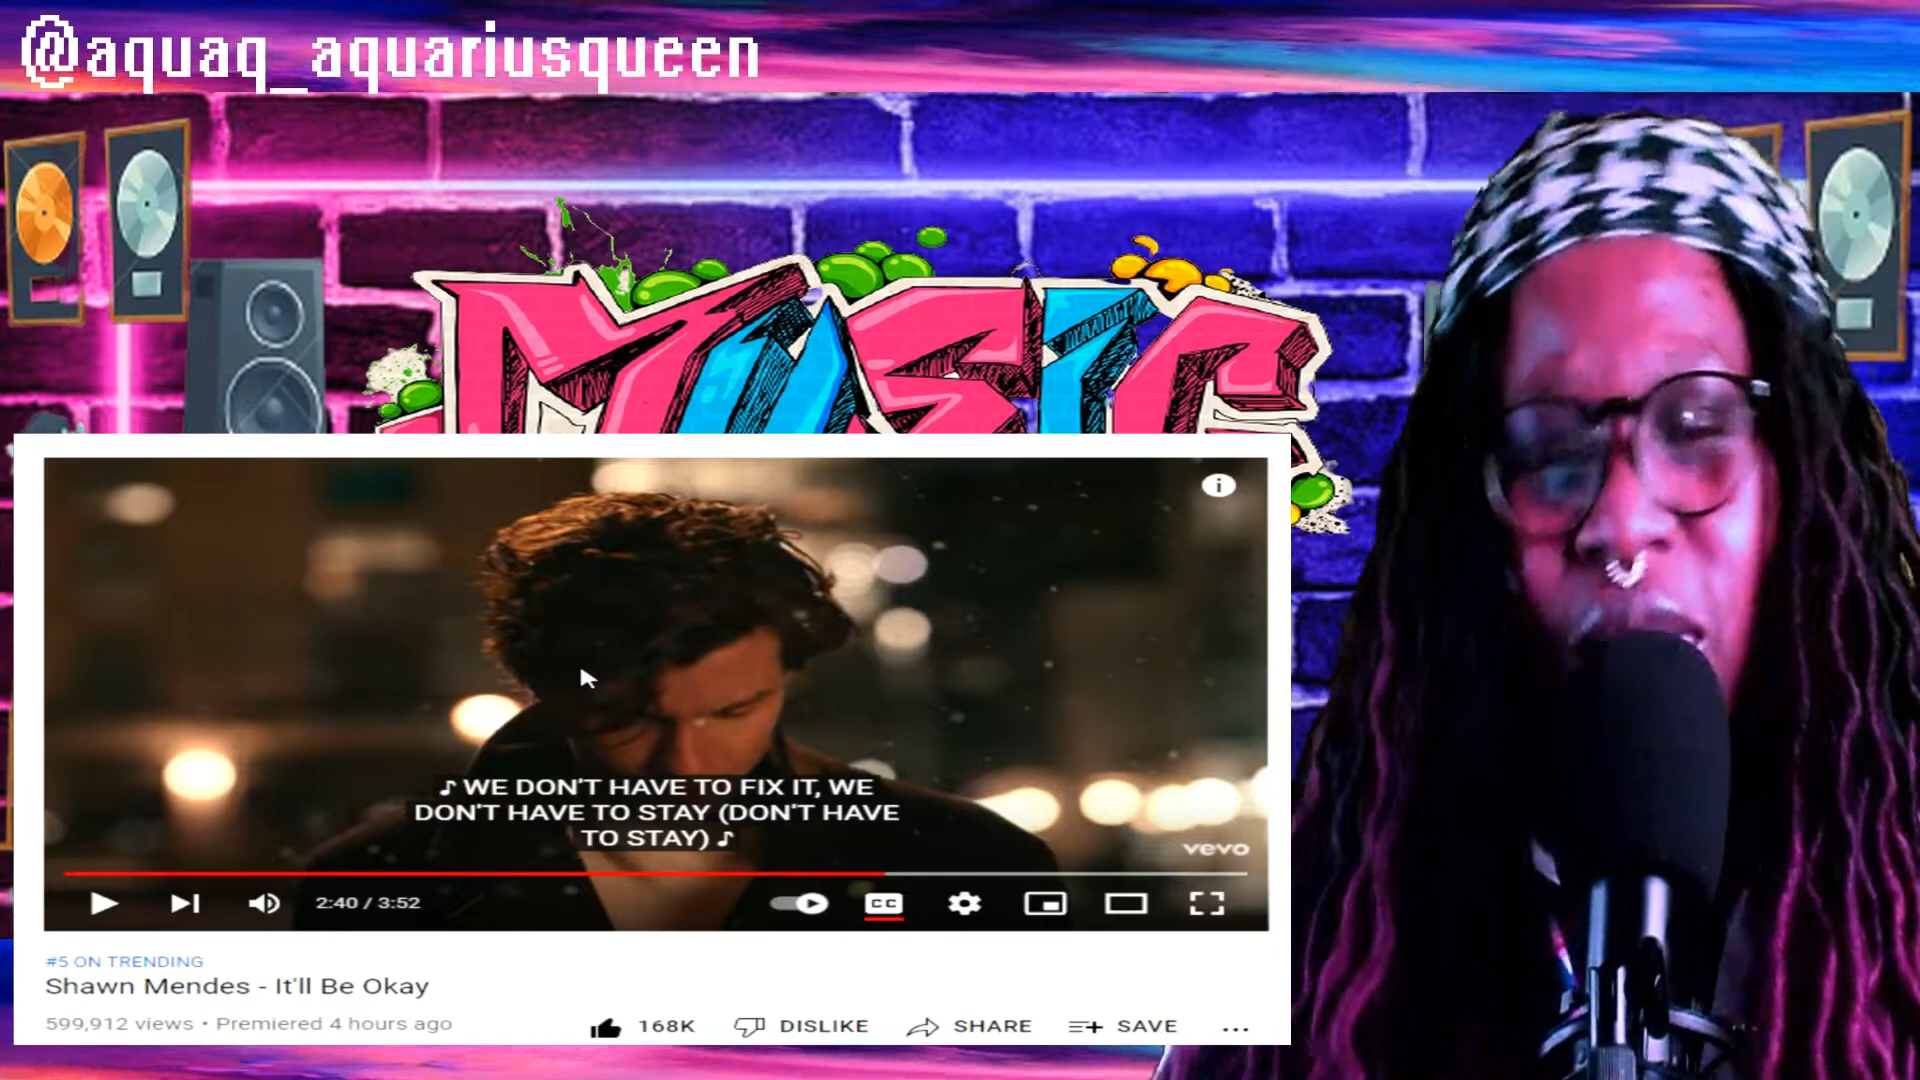 @aquaq_aquariusqueen
MUSIC
♪ WE DON'T HAVE TO FIX IT, WE
DON'T HAVE TO STAY (DON'T HAVE
TO STAY) ♪
vevo
2:40 / 3:52
CC
#5 ON TRENDING
Shawn Mendes - It'll Be Okay
599,912 views • Premiered 4 hours ago
168K DISLIKE SHARE SAVE ...